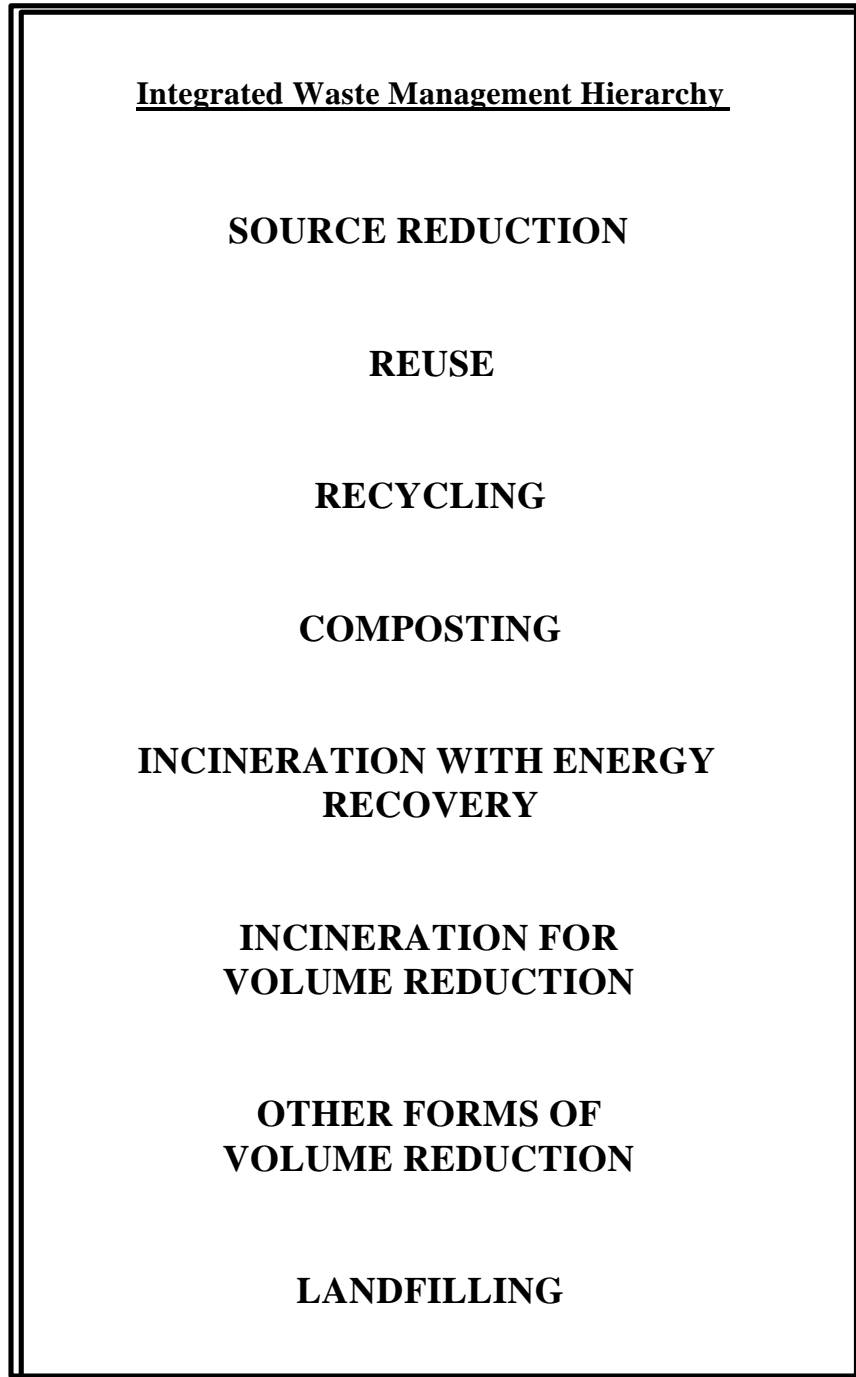 Integrated Waste Management Hierarchy
SOURCE REDUCTION
REUSE
RECYCLING
COMPOSTING
INCINERATION WITH ENERGY
RECOVERY
INCINERATION FOR
VOLUME REDUCTION
OTHER FORMS OF
VOLUME REDUCTION
LANDFILLING